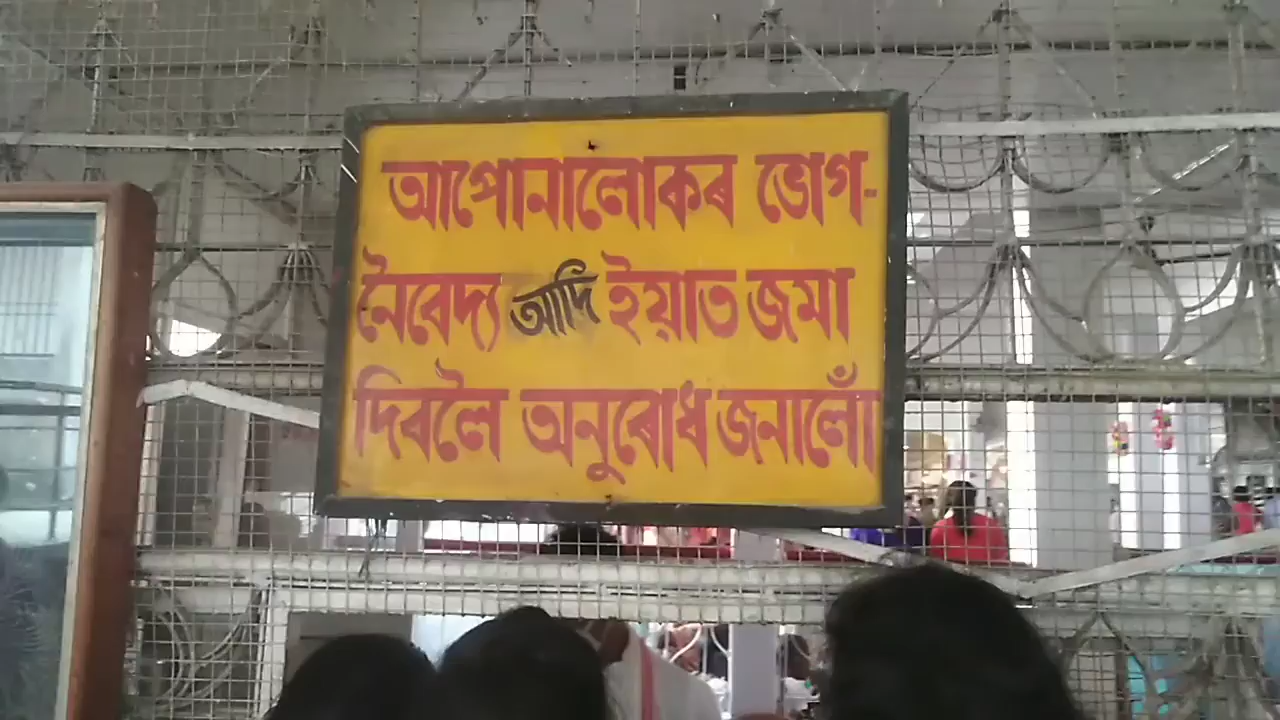 আপোনালোকৰ ভোগ-
নৈবেদ্য আদি ইয়াত জমা
দিবলৈ অনুৰোধ জনালোঁ